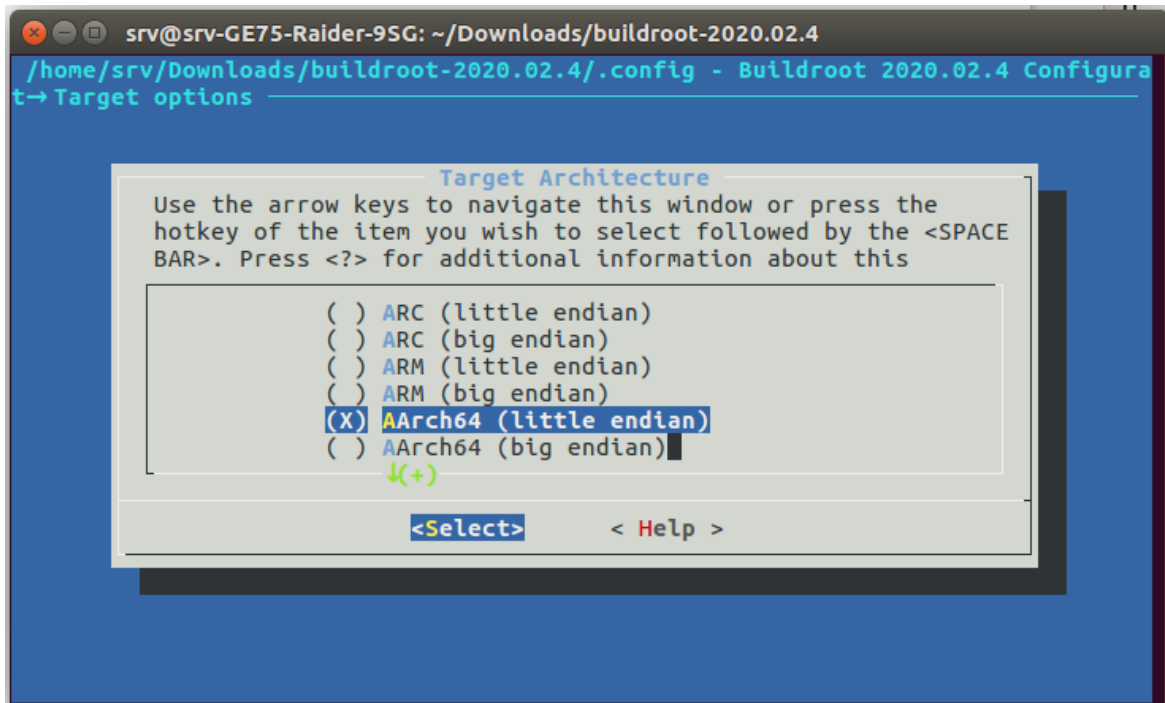 srv@srv-GE75-Raider-9SG: ~/Downloads/buildroot-2020.02.4
/home/srv/Downloads/buildroot-2020.02.4/.config - Buildroot 2020.02.4 Configura
t→ Target options
Target Architecture
Use the arrow keys to navigate this window or press the
hotkey of the item you wish to select followed by the <SPACE
BAR>. Press <?> for additional information about this
( ) ARC (little endian)
( ) ARC (big endian)
( ) ARM (little endian)
( ) ARM (big endian)
(X) AArch64 (little endian)
( ) AArch64 (big endian)
↓(+)
<Select> < Help >